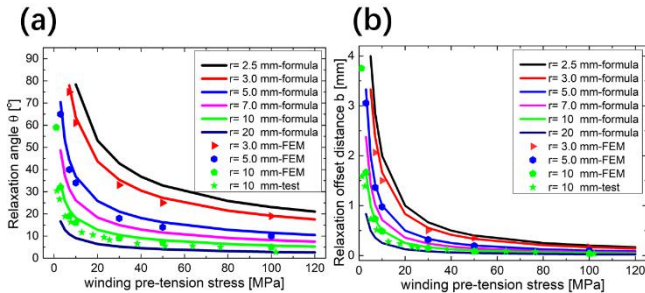 (a)
Relaxation angle θ [°]
90
80
70
60
50
40
30
20
10
0
r= 2.5 mm-formula
r= 3.0 mm-formula
r= 5.0 mm-formula
r= 7.0 mm-formula
r= 10 mm-formula
r= 20 mm-formula
r= 3.0 mm-FEM
r= 5.0 mm-FEM
r= 10 mm-FEM
r= 10 mm-test
0 20 40 60 80 100 120
winding pre-tension stress [MPa]
(b)
Relaxation offset distance b [mm]
4
3
2
1
0
r= 2.5 mm-formula
r= 3.0 mm-formula
r= 5.0 mm-formula
r= 7.0 mm-formula
r= 10 mm-formula
r= 20 mm-formula
r= 3.0 mm-FEM
r= 5.0 mm-FEM
r= 10 mm-FEM
r= 10 mm-test
0 20 40 60 80 100 120
winding pre-tension stress [MPa]